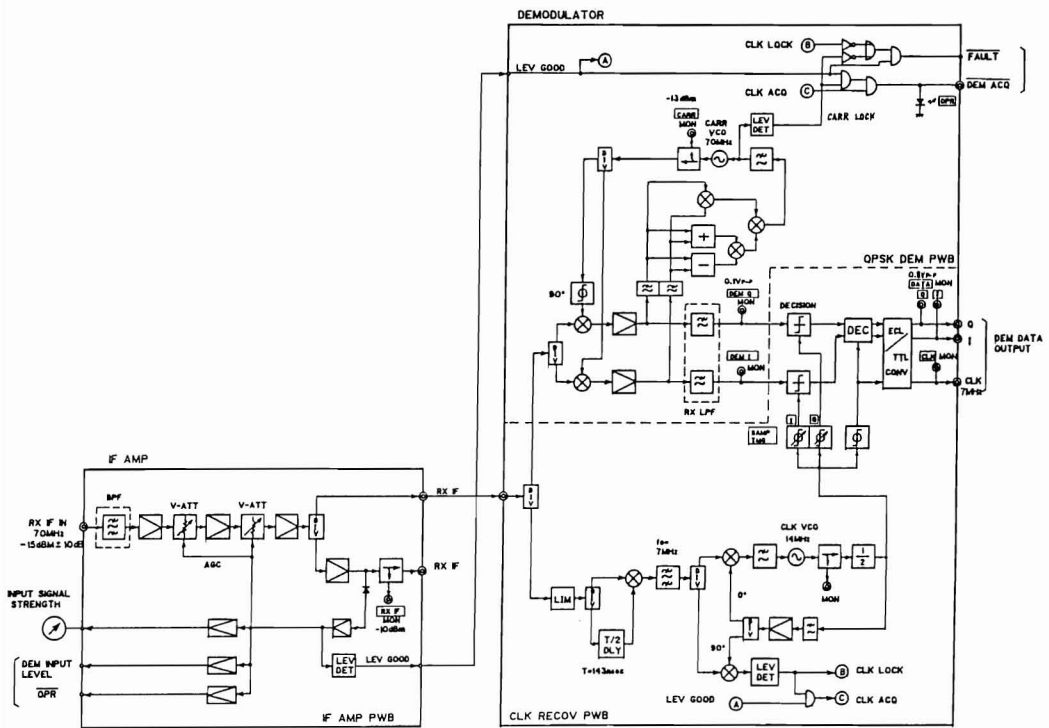 DEMODULATOR
CLK LOCK B
FAULT
LEV GOOD A
CLK ACQ C
DEM ACQ
OPR
-13 dBm
CARR
MON
CARR
VCO
70MHz
LEV
DET
CARR LOCK
DIV
+
−
QPSK DEM PWB
90°
0.1Vp-p
DEM Q
MON
DECISION
0.8Vp-p
DATA MON
Q I
DIV
DEC
ECL
TTL
CONV
Q
I
DEM DATA
OUTPUT
DEM I
MON
CLK MON
CLK
7MHz
RX LPF
I Q
SAMP
TMG
IF AMP
BPF
V-ATT
V-ATT
RX IF IN
70MHz
-15dBM±10dB
DIV
RX IF
DIV
AGC
RX IF
RX IF
MON
-10dBm
INPUT SIGNAL
STRENGTH
DEM INPUT
LEVEL
OPR
LEV
DET
LEV GOOD
IF AMP PWB
fo=
7MHz
CLK VCO
14MHz
DIV
1
2
MON
LIM
DIV
0°
DIV
T/2
DLY
T=143nsec
90°
LEV
DET
B CLK LOCK
LEV GOOD A
C CLK ACQ
CLK RECOV PWB